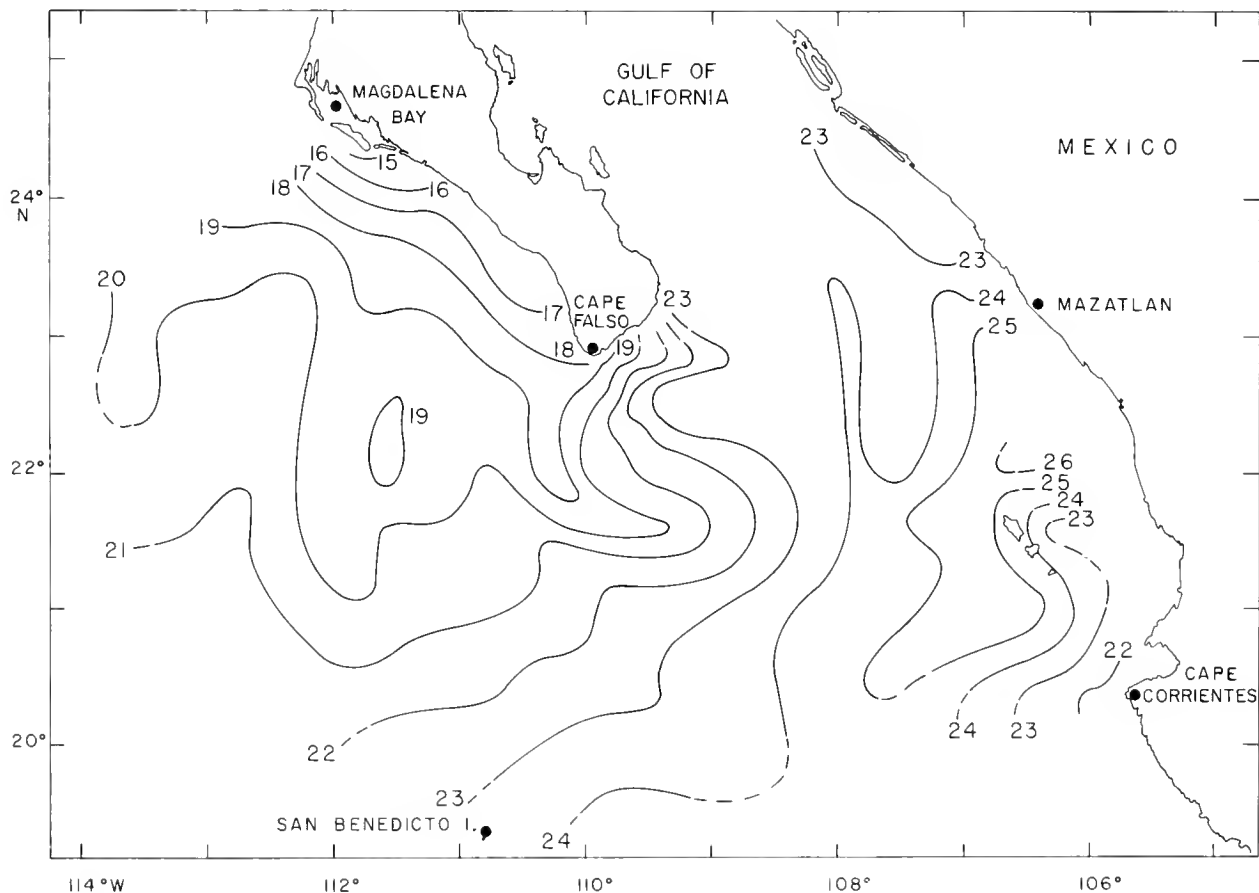 GULF OF
CALIFORNIA
MAGDALENA
BAY
MEXICO
23
16
15
17
16
18
24°
N
19
23
20
23
CAPE
FALSO
17
24
MAZATLAN
25
18
19
19
22°
26
25
24
23
21
22
CAPE
CORRIENTES
20°
22
24
23
23
SAN BENEDICTO I.
24
114°W
112°
110°
108°
106°